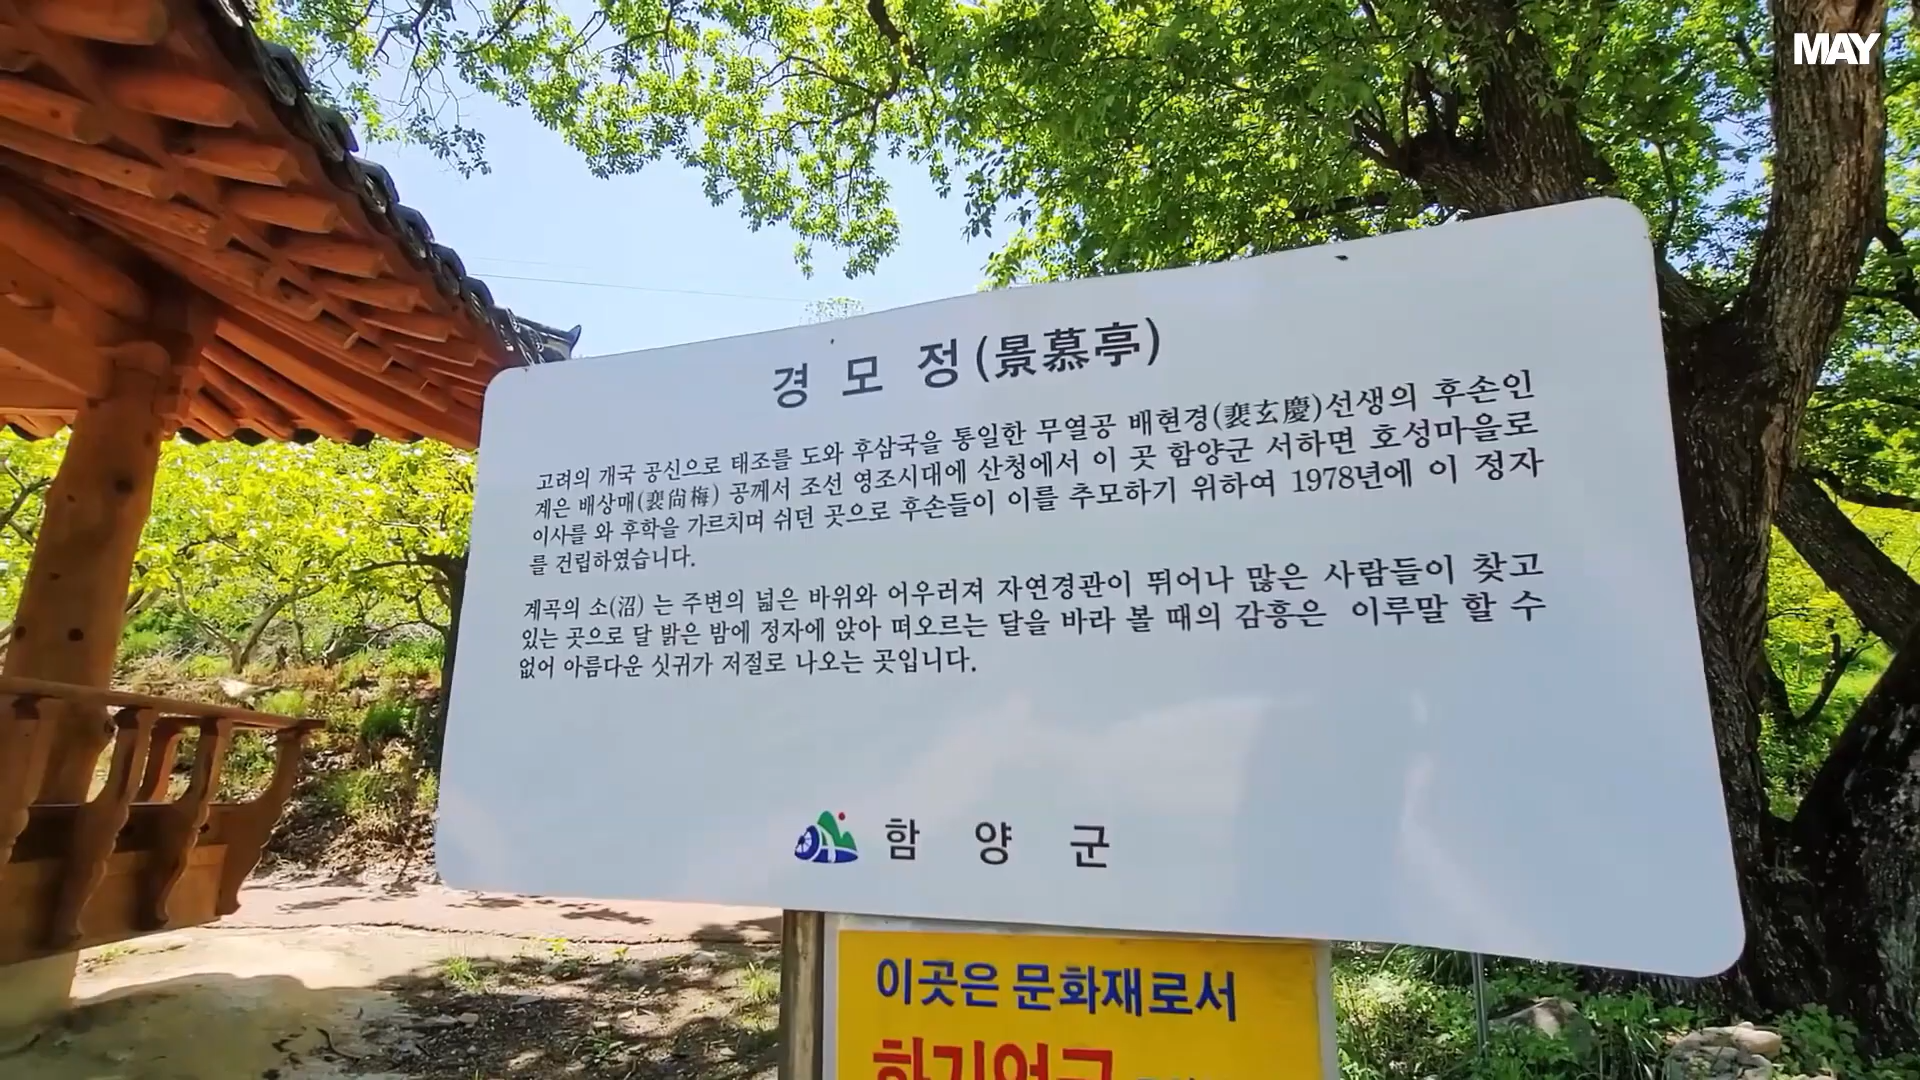 MAY
경 모 정(景慕亭)
고려의 개국 공신으로 태조를 도와 후삼국을 통일한 무열공 배현경(裵玄慶)선생의 후손인
계은 배상매(裵尙梅) 공께서 조선 영조시대에 산청에서 이 곳 함양군 서하면 호성마을로
이사를 와 후학을 가르치며 쉬던 곳으로 후손들이 이를 추모하기 위하여 1978년에 이 정자
를 건립하였습니다.
계곡의 소(沼) 는 주변의 넓은 바위와 어우러져 자연경관이 뛰어나 많은 사람들이 찾고
있는 곳으로 달 밝은 밤에 정자에 앉아 떠오르는 달을 바라 볼 때의 감흥은 이루말 할 수
없어 아름다운 싯귀가 저절로 나오는 곳입니다.
함 양 군
이곳은 문화재로서